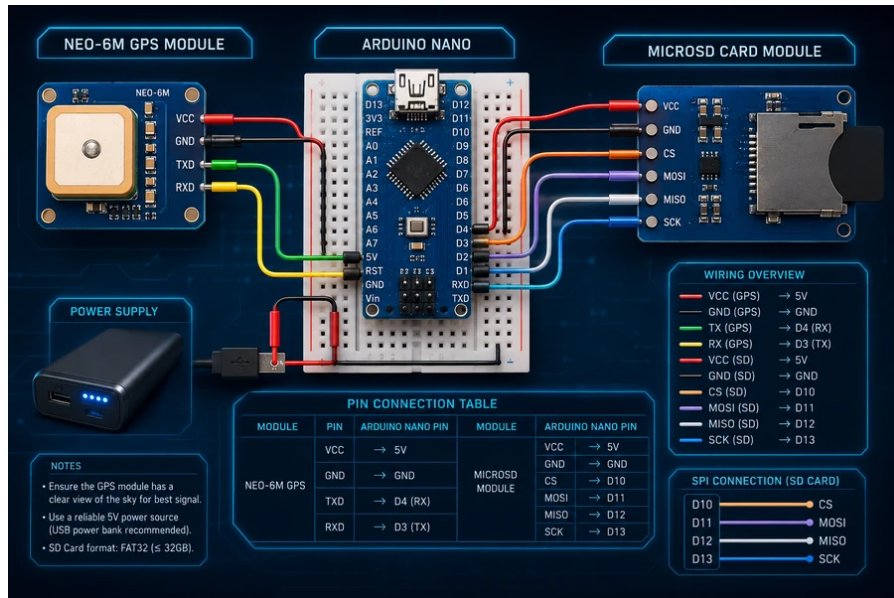 NEO-6M GPS MODULE
ARDUINO NANO
MICROSD CARD MODULE
NEO-6M
VCC
GND
TXD
RXD
D13
3V3
REF
A0
A1
A2
A3
A4
A5
A6
A7
5V
RST
GND
Vin
D12
D11
D10
D9
D8
D7
D6
D6
D5
D4
D3
D2
D1
RXD
TXD
VCC
GND
CS
MOSI
MISO
SCK
POWER SUPPLY
WIRING OVERVIEW
VCC (GPS) → 5V
GND (GPS) → GND
TX (GPS) → D4 (RX)
RX (GPS) → D3 (TX)
VCC (SD) → 5V
GND (SD) → GND
CS (SD) → D10
MOSI (SD) → D11
MISO (SD) → D12
SCK (SD) → D13
PIN CONNECTION TABLE
MODULE PIN ARDUINO NANO PIN MODULE ARDUINO NANO PIN
NEO-6M GPS
VCC → 5V
GND → GND
TXD → D4 (RX)
RXD → D3 (TX)
MICROSD
MODULE
VCC → 5V
GND → GND
CS → D10
MOSI → D11
MISO → D12
SCK → D13
NOTES
• Ensure the GPS module has a
clear view of the sky for best signal.
• Use a reliable 5V power source
(USB power bank recommended).
• SD Card format: FAT32 (≤ 32GB).
SPI CONNECTION (SD CARD)
D10 CS
D11 MOSI
D12 MISO
D13 SCK